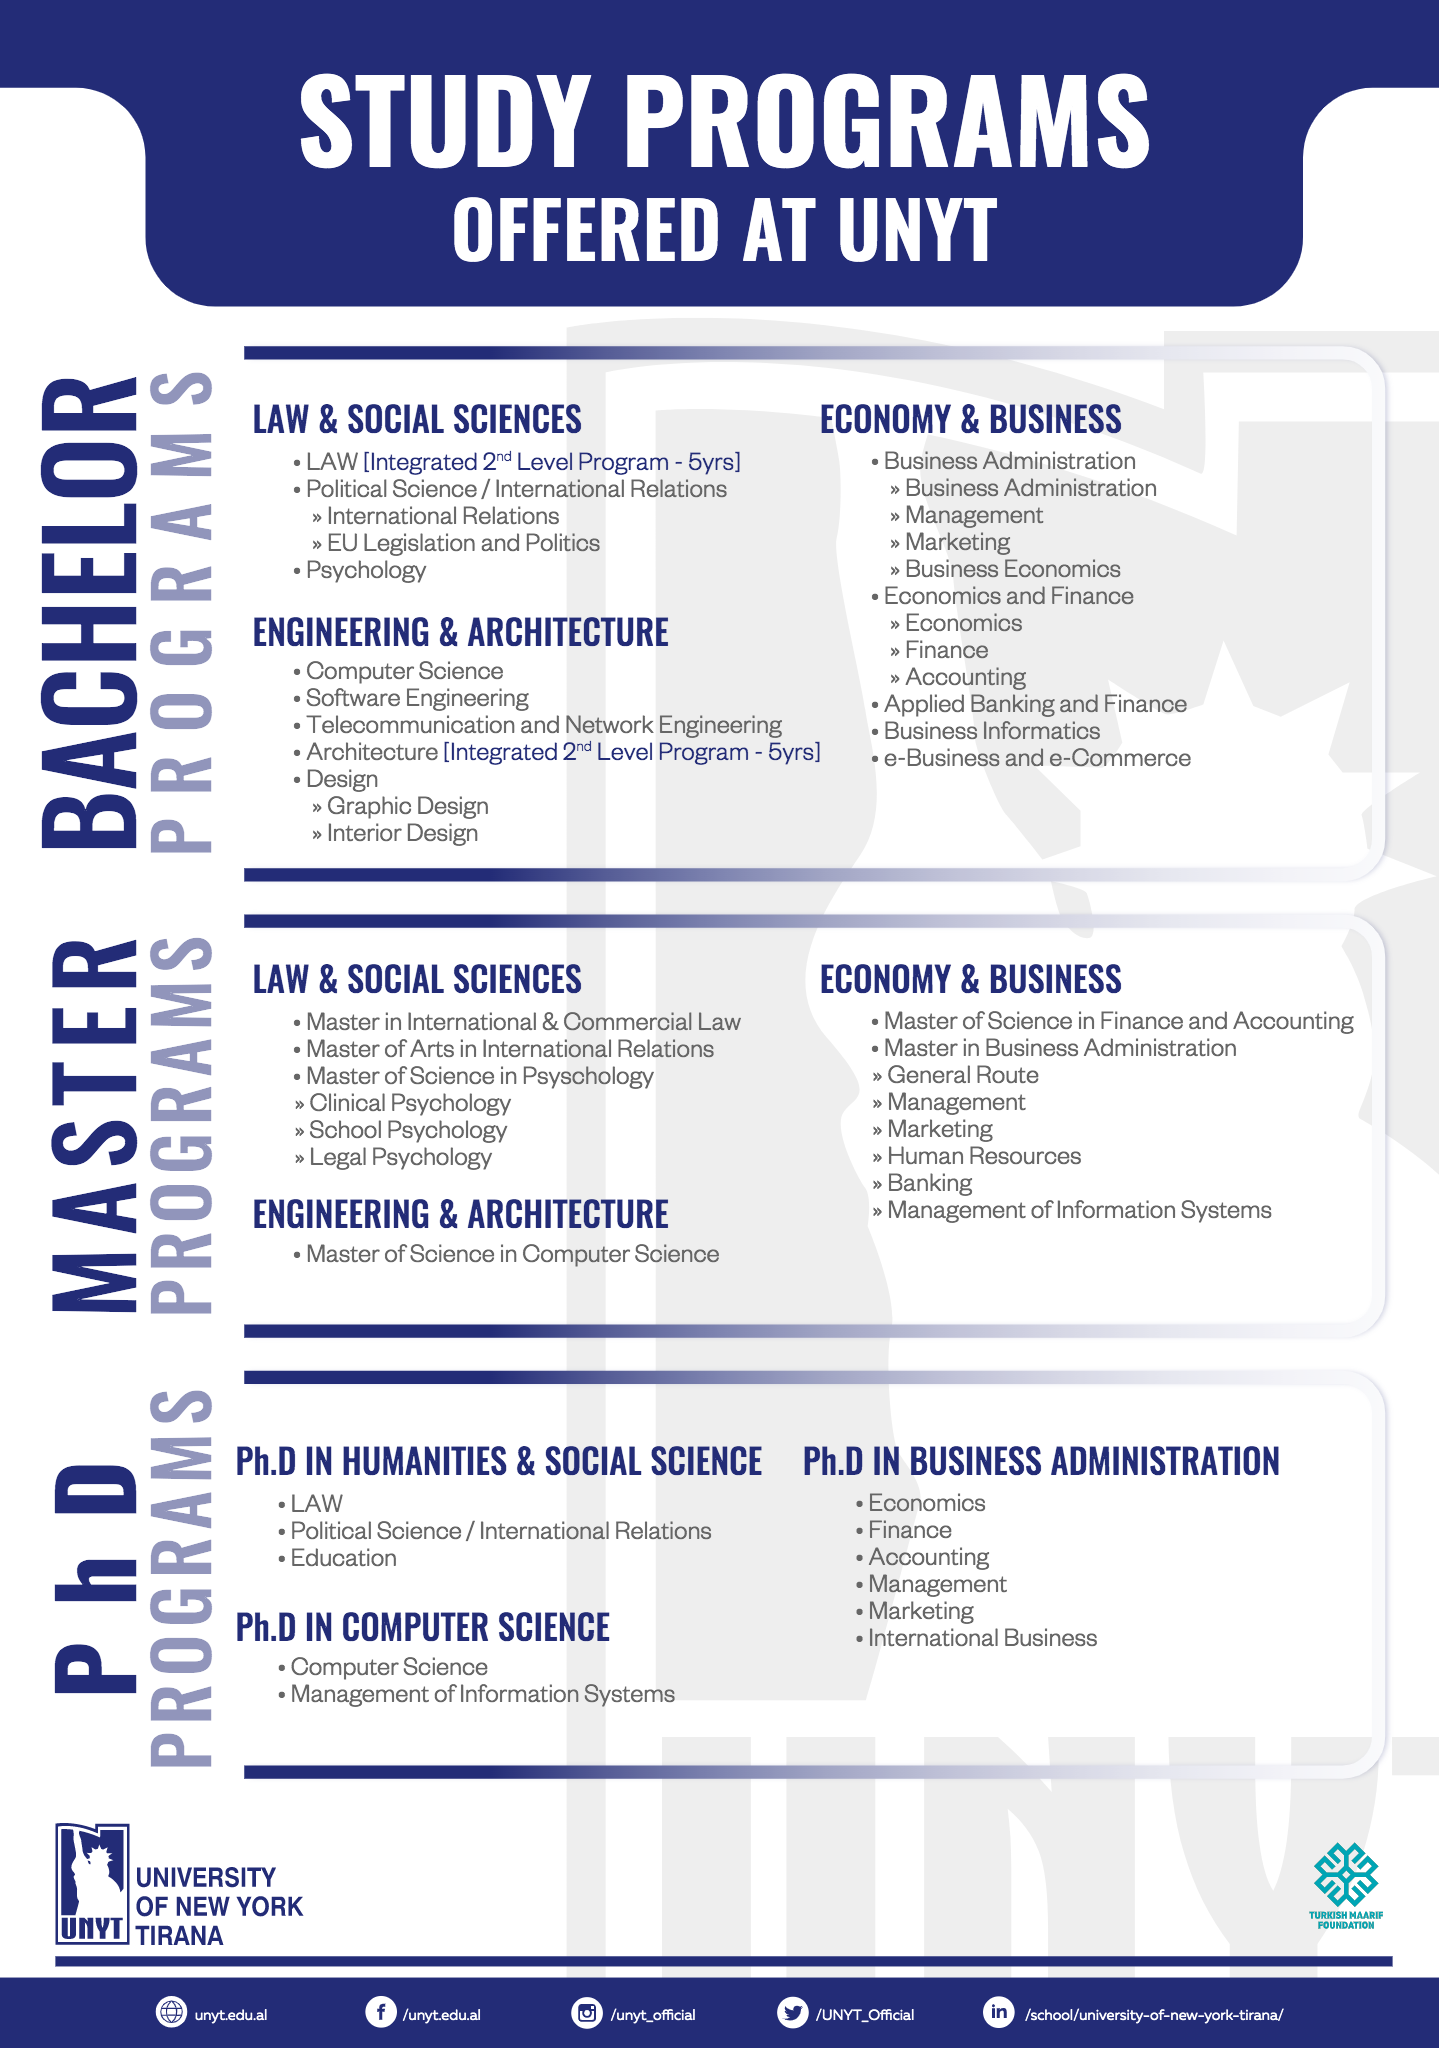 STUDY PROGRAMS
OFFERED AT UNYT
BACHELOR
PROGRAMS
LAW & SOCIAL SCIENCES
• LAW [Integrated 2nd Level Program - 5yrs]
• Political Science / International Relations
» International Relations
» EU Legislation and Politics
• Psychology
ENGINEERING & ARCHITECTURE
• Computer Science
• Software Engineering
• Telecommunication and Network Engineering
• Architecture [Integrated 2nd Level Program - 5yrs]
• Design
» Graphic Design
» Interior Design
ECONOMY & BUSINESS
• Business Administration
» Business Administration
» Management
» Marketing
» Business Economics
• Economics and Finance
» Economics
» Finance
» Accounting
• Applied Banking and Finance
• Business Informatics
• e-Business and e-Commerce
MASTER
PROGRAMS
LAW & SOCIAL SCIENCES
• Master in International & Commercial Law
• Master of Arts in International Relations
• Master of Science in Psyschology
» Clinical Psychology
» School Psychology
» Legal Psychology
ENGINEERING & ARCHITECTURE
• Master of Science in Computer Science
ECONOMY & BUSINESS
• Master of Science in Finance and Accounting
• Master in Business Administration
» General Route
» Management
» Marketing
» Human Resources
» Banking
» Management of Information Systems
PhD
PROGRAMS
Ph.D IN HUMANITIES & SOCIAL SCIENCE
• LAW
• Political Science / International Relations
• Education
Ph.D IN COMPUTER SCIENCE
• Computer Science
• Management of Information Systems
Ph.D IN BUSINESS ADMINISTRATION
• Economics
• Finance
• Accounting
• Management
• Marketing
• International Business
UNYT
UNIVERSITY
OF NEW YORK
TIRANA
TURKISH MAARIF
FOUNDATION
unyt.edu.al
/unyt.edu.al
/unyt_official
/UNYT_Official
/school/university-of-new-york-tirana/